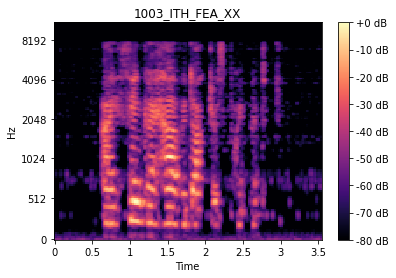 1003_ITH_FEA_XX
Hz
8192
4096
2048
1024
512
0
0 0.5 1 1.5 2 2.5 3 3.5
Time
+0 dB
-10 dB
-20 dB
-30 dB
-40 dB
-50 dB
-60 dB
-70 dB
-80 dB